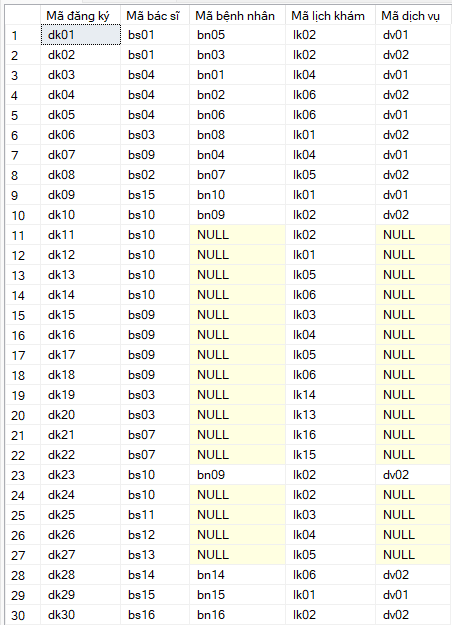 Mã đăng ký Mã bác sĩ Mã bệnh nhân Mã lịch khám Mã dịch vụ
1 dk01 bs01 bn05 lk02 dv01
2 dk02 bs01 bn03 lk02 dv02
3 dk03 bs04 bn01 lk04 dv01
4 dk04 bs04 bn02 lk06 dv02
5 dk05 bs04 bn06 lk06 dv01
6 dk06 bs03 bn08 lk01 dv02
7 dk07 bs09 bn04 lk04 dv01
8 dk08 bs02 bn07 lk05 dv02
9 dk09 bs15 bn10 lk01 dv01
10 dk10 bs10 bn09 lk02 dv02
11 dk11 bs10 NULL lk02 NULL
12 dk12 bs10 NULL lk01 NULL
13 dk13 bs10 NULL lk05 NULL
14 dk14 bs10 NULL lk06 NULL
15 dk15 bs09 NULL lk03 NULL
16 dk16 bs09 NULL lk04 NULL
17 dk17 bs09 NULL lk05 NULL
18 dk18 bs09 NULL lk06 NULL
19 dk19 bs03 NULL lk14 NULL
20 dk20 bs03 NULL lk13 NULL
21 dk21 bs07 NULL lk16 NULL
22 dk22 bs07 NULL lk15 NULL
23 dk23 bs10 bn09 lk02 dv02
24 dk24 bs10 NULL lk02 NULL
25 dk25 bs11 NULL lk03 NULL
26 dk26 bs12 NULL lk04 NULL
27 dk27 bs13 NULL lk05 NULL
28 dk28 bs14 bn14 lk06 dv02
29 dk29 bs15 bn15 lk01 dv01
30 dk30 bs16 bn16 lk02 dv02